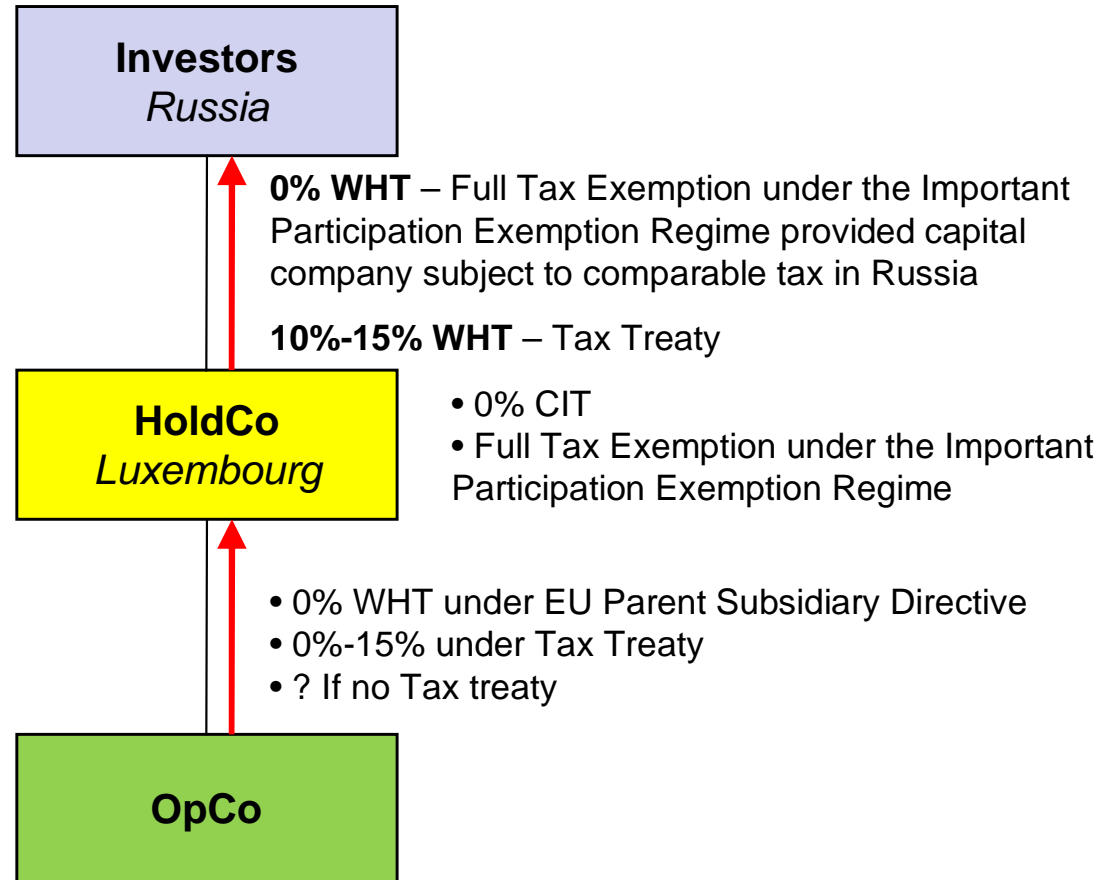 Investors
Russia
0% WHT – Full Tax Exemption under the Important
Participation Exemption Regime provided capital
company subject to comparable tax in Russia
10%-15% WHT – Tax Treaty
HoldCo
Luxembourg
• 0% CIT
• Full Tax Exemption under the Important
Participation Exemption Regime
• 0% WHT under EU Parent Subsidiary Directive
• 0%-15% under Tax Treaty
• ? If no Tax treaty
OpCo